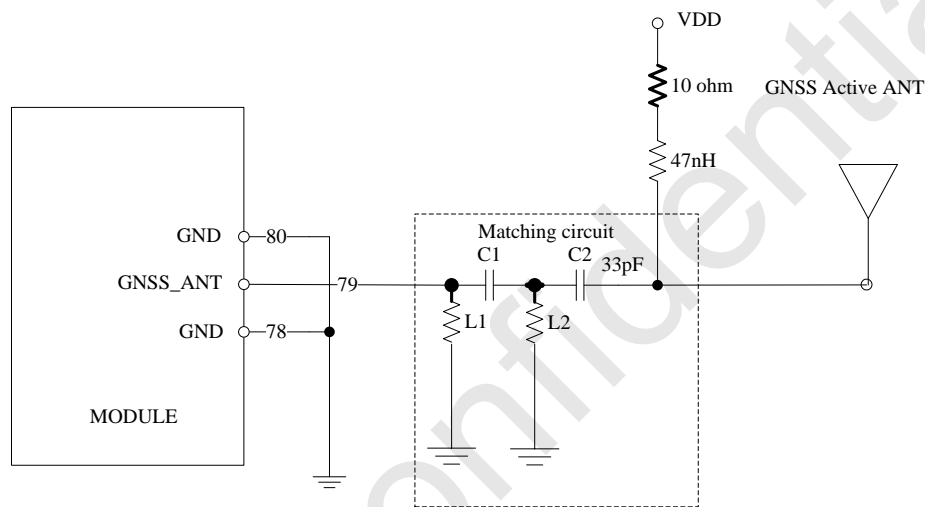 VDD
10 ohm
GNSS Active ANT
47nH
GND
80
Matching circuit
C1
C2
33pF
GNSS_ANT
79
L1
L2
GND
78
MODULE
onfidentia